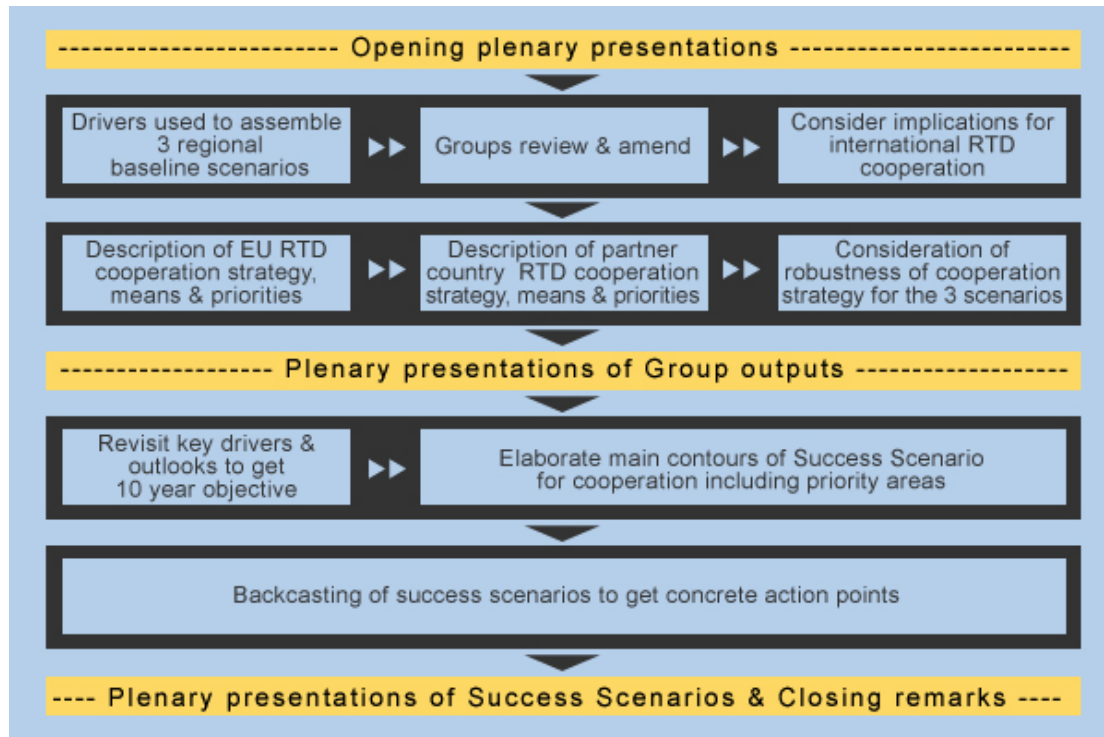 ------------------------- Opening plenary presentations -------------------------
Drivers used to assemble
3 regional
baseline scenarios
Groups review & amend
Consider implications for
international RTD
cooperation
Description of EU RTD
cooperation strategy,
means & priorities
Description of partner
country RTD cooperation
strategy, means & priorities
Consideration of
robustness of cooperation
strategy for the 3 scenarios
------------------- Plenary presentations of Group outputs -------------------
Revisit key drivers &
outlooks to get
10 year objective
Elaborate main contours of Success Scenario
for cooperation including priority areas
Backcasting of success scenarios to get concrete action points
---- Plenary presentations of Success Scenarios & Closing remarks ----